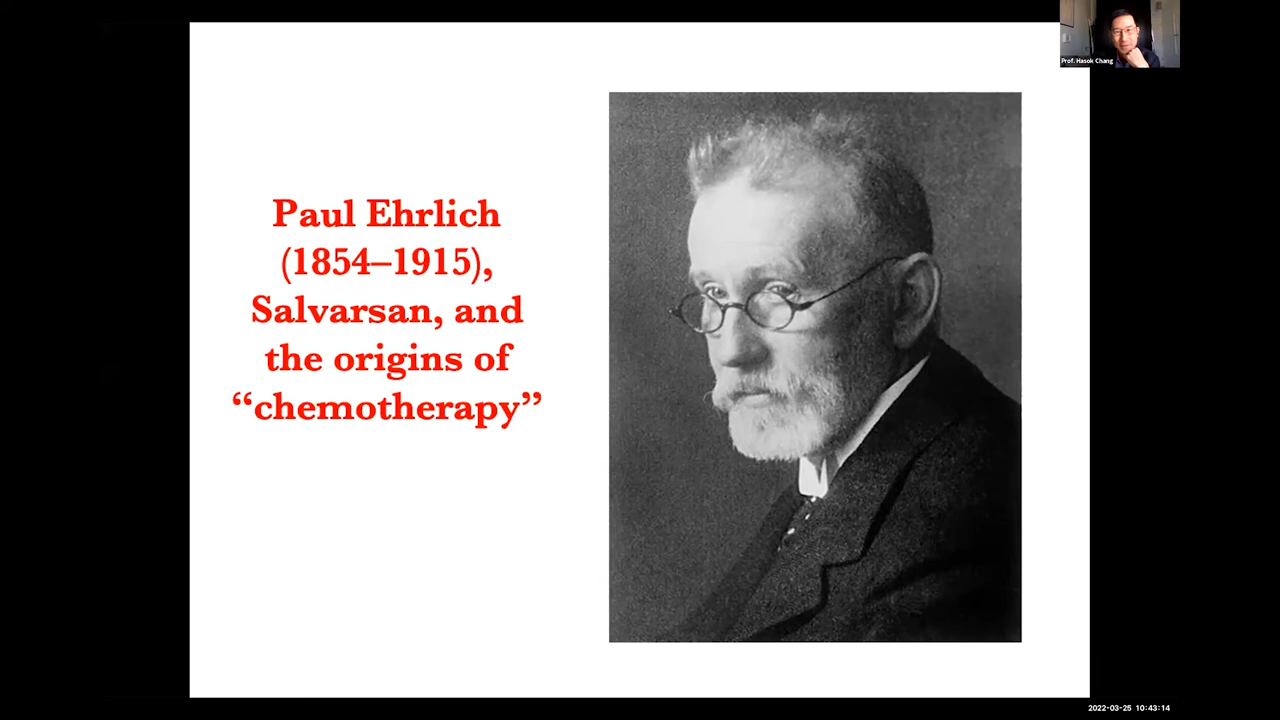 Prof. Hasok Chang
Paul Ehrlich
(1854–1915),
Salvarsan, and
the origins of
“chemotherapy”
2022-03-25 10:43:14